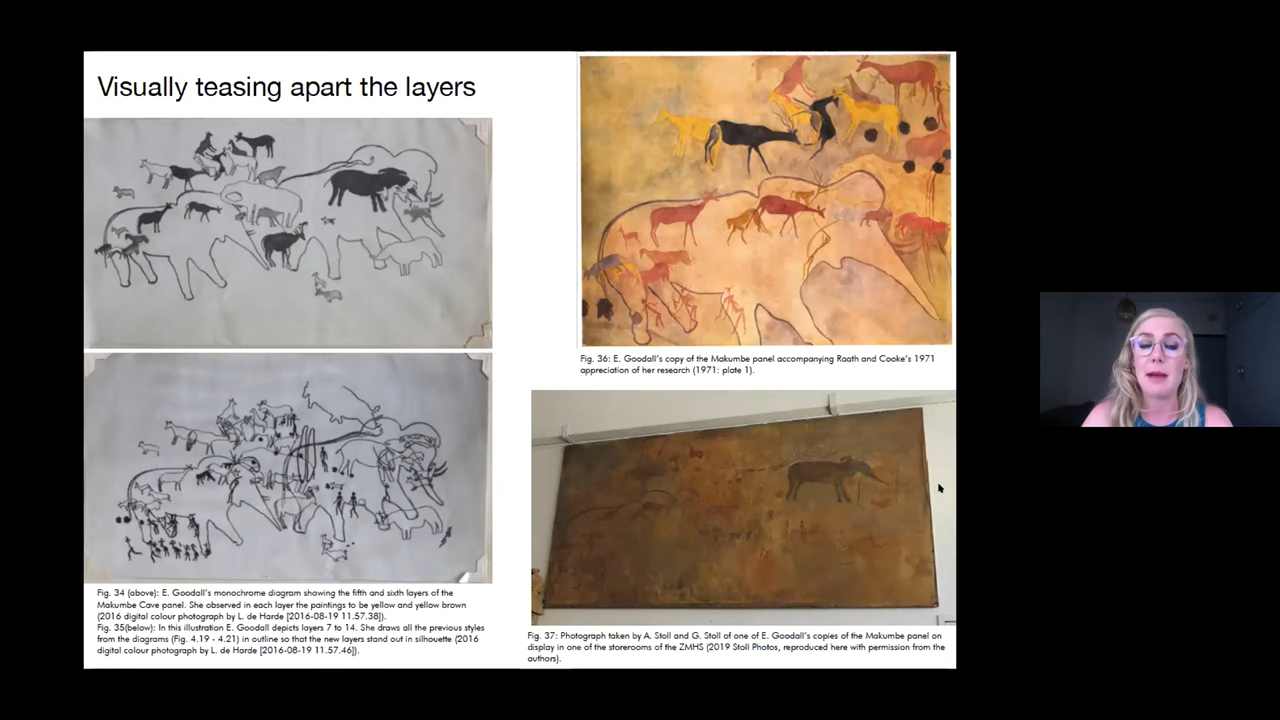 Visually teasing apart the layers
Fig. 34 (above): E. Goodall's monochrome diagram showing the fifth and sixth layers of the
Makumbe Cave panel. She observed in each layer the paintings to be yellow and yellow brown
(2016 digital colour photograph by L. de Harde [2016-08-19 11.57.38]).
Fig. 35(below): In this illustration E. Goodall depicts layers 7 to 14. She draws all the previous styles
from the diagrams (Fig. 4.19 - 4.21) in outline so that the new layers stand out in silhouette (2016
digital colour photograph by L. de Harde [2016-08-19 11.57.46]).
Fig. 36: E. Goodall's copy of the Makumbe panel accompanying Raath and Cooke's 1971
appreciation of her research (1971: plate 1).
Fig. 37: Photograph taken by A. Stoll and G. Stoll of one of E. Goodall's copies of the Makumbe panel on
display in one of the storerooms of the ZMHS (2019 Stoll Photos, reproduced here with permission from the
authors).